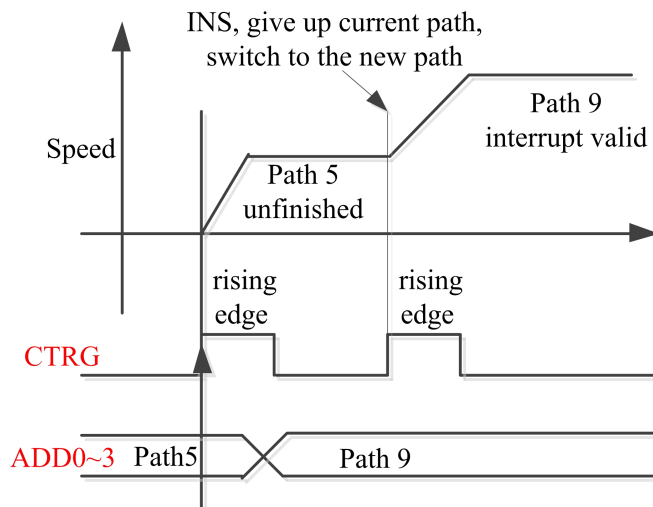 INS, give up current path,
switch to the new path
Speed
Path 9
interrupt valid
Path 5
unfinished
rising
edge
rising
edge
CTRG
ADD0~3
Path5
Path 9